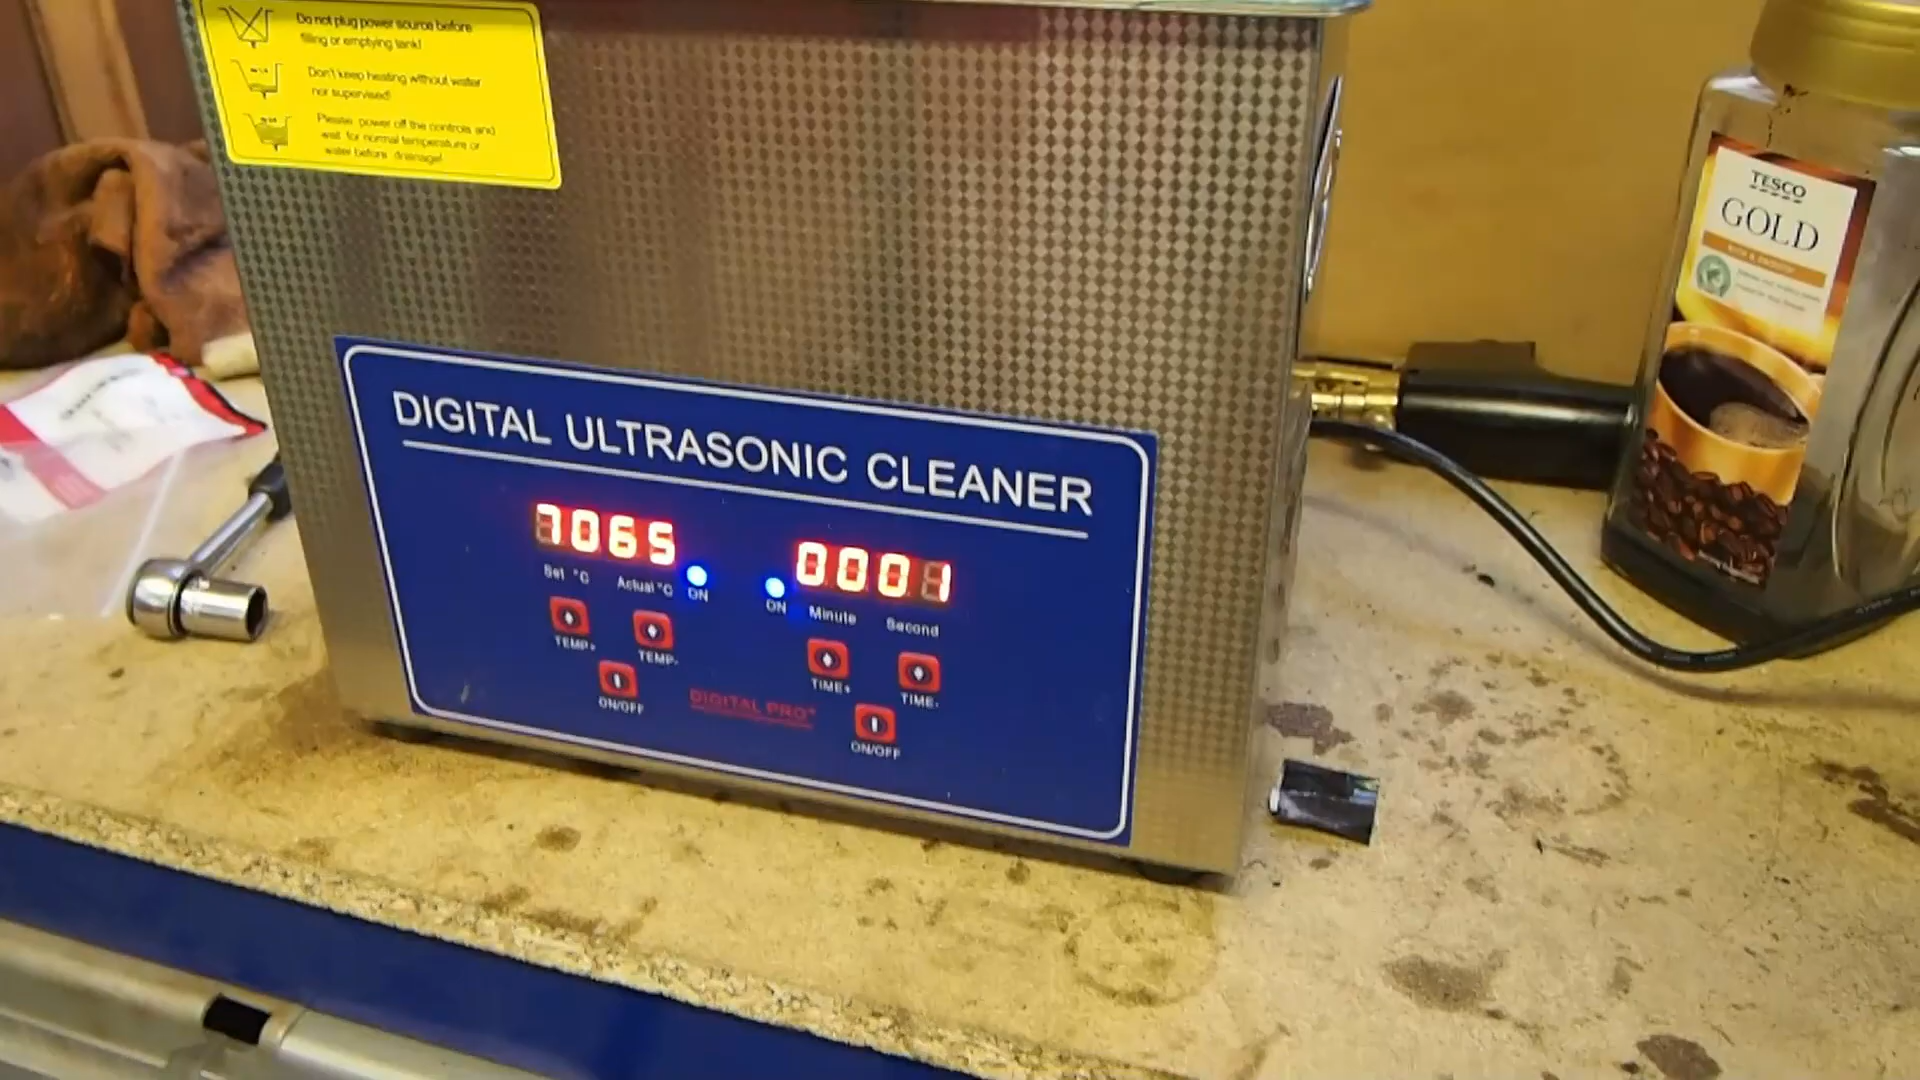 Do not plug power source before
filling or emptying tank!
Don't keep heating without water
nor supervised!
Please power off the controls and
wait for normal temperature or
water before drainage!
DIGITAL ULTRASONIC CLEANER
7065
0001
Set °C
Actual °C
ON
ON
Minute
Second
TEMP+
TEMP-
TIME+
TIME-
ON/OFF
DIGITAL PRO+
ON/OFF
TESCO
GOLD
RICH & SMOOTH